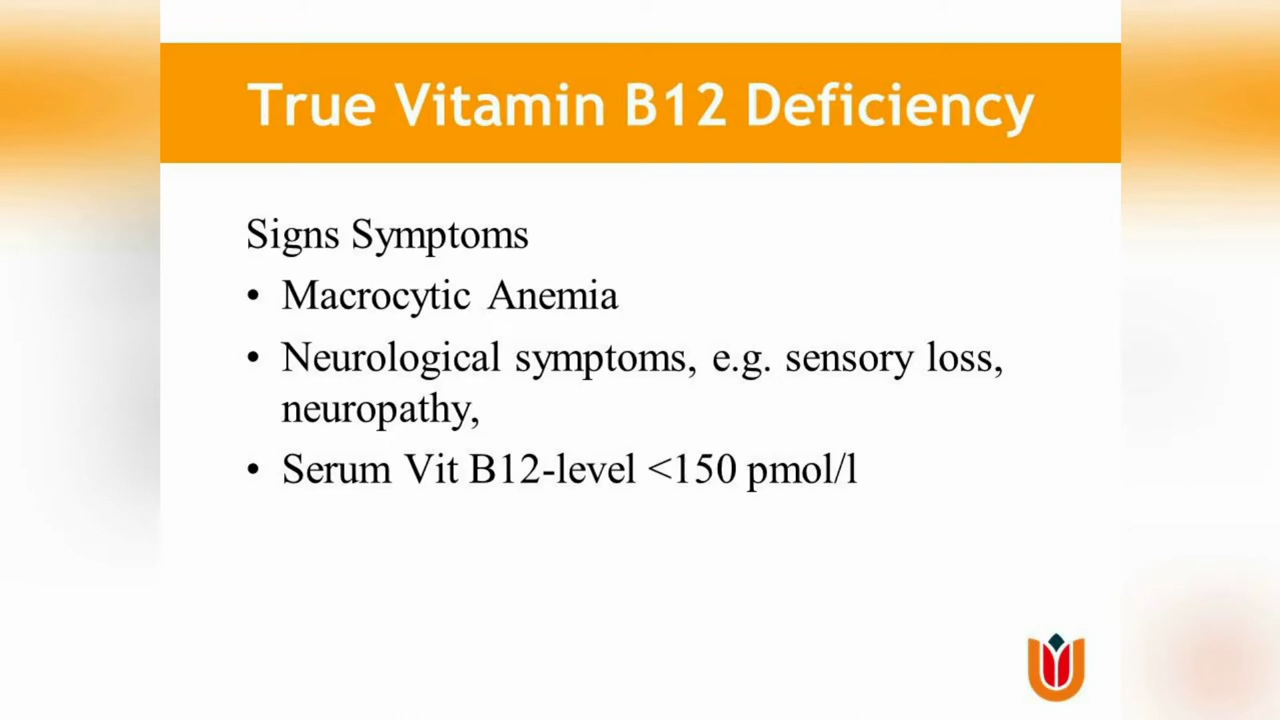 True Vitamin B12 Deficiency
Signs Symptoms
• Macrocytic Anemia
• Neurological symptoms, e.g. sensory loss,
neuropathy,
• Serum Vit B12-level <150 pmol/l